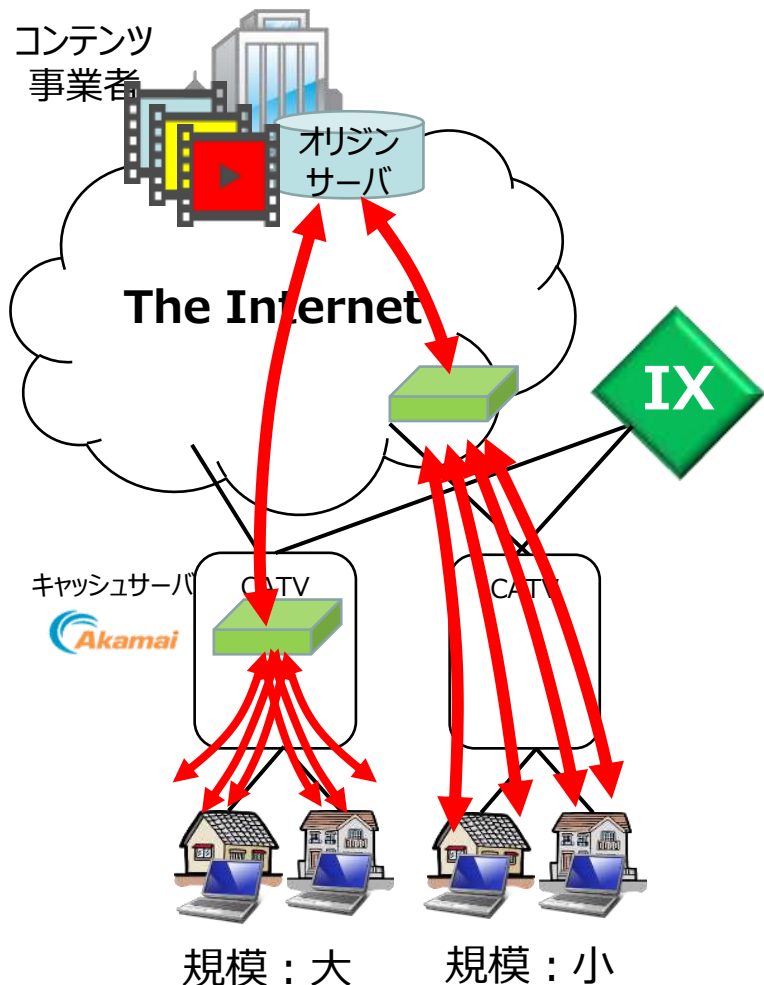 コンテンツ
事業者
オリジン
サーバ
The Internet
IX
キャッシュサーバ
CATV
CATV
Akamai
規模：大
規模：小